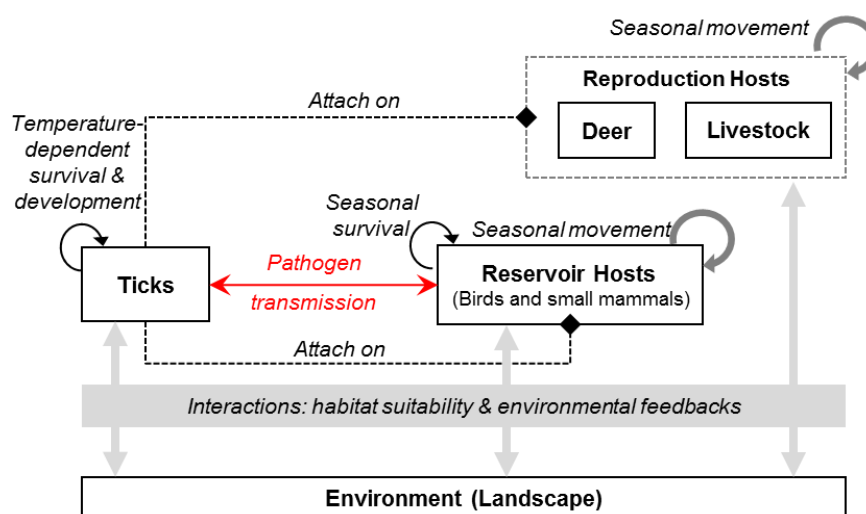 Seasonal movement
Reproduction Hosts
Deer
Livestock
Attach on
Temperature-
dependent
survival &
development
Seasonal
survival
Seasonal movement
Ticks
Pathogen
transmission
Reservoir Hosts
(Birds and small mammals)
Attach on
Interactions: habitat suitability & environmental feedbacks
Environment (Landscape)